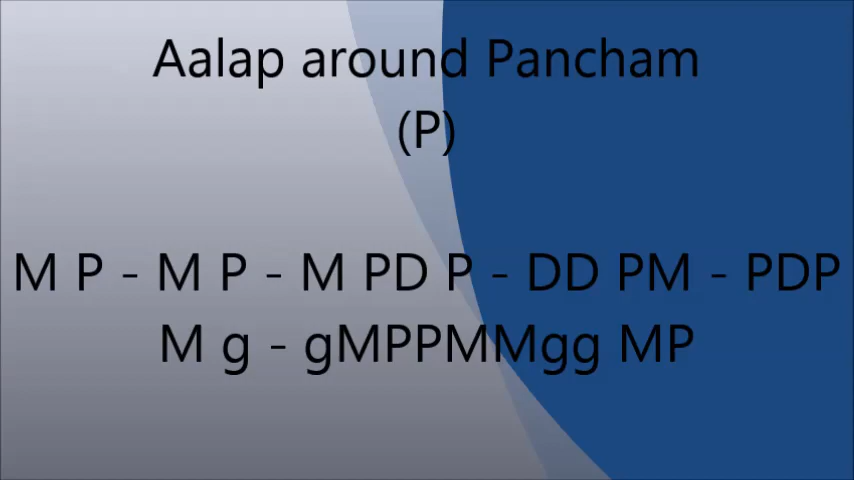 Aalap around Pancham
(P)
M P - M P - M PD P - DD PM - PDP
M g - gMPPMMgg MP